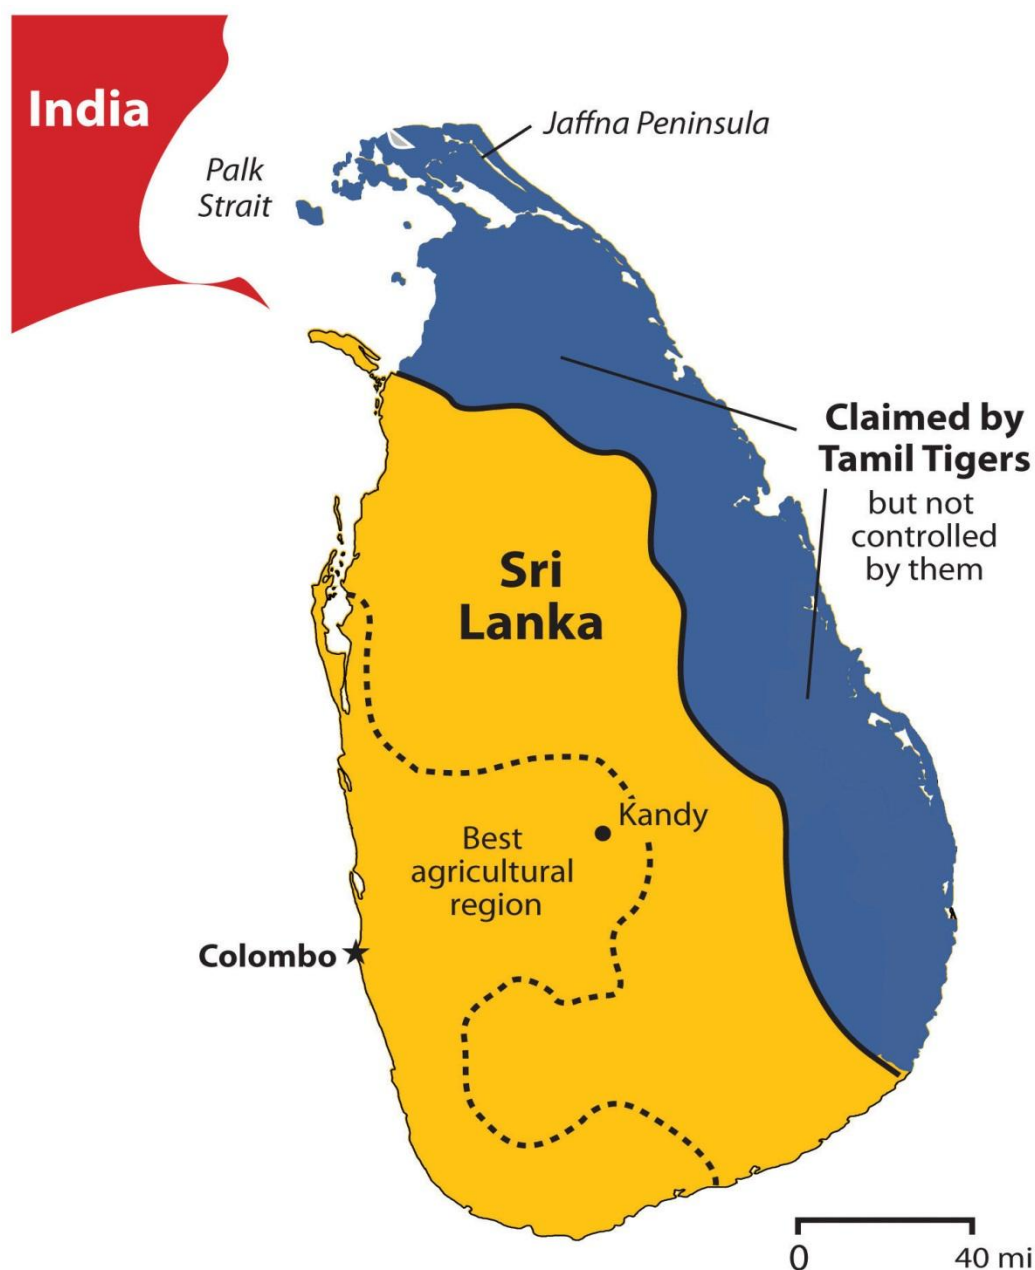 India
Jaffna Peninsula
Palk
Strait
Claimed by
Tamil Tigers
but not
controlled
by them
Sri
Lanka
Kandy
Best
agricultural
region
Colombo
0 40 mi